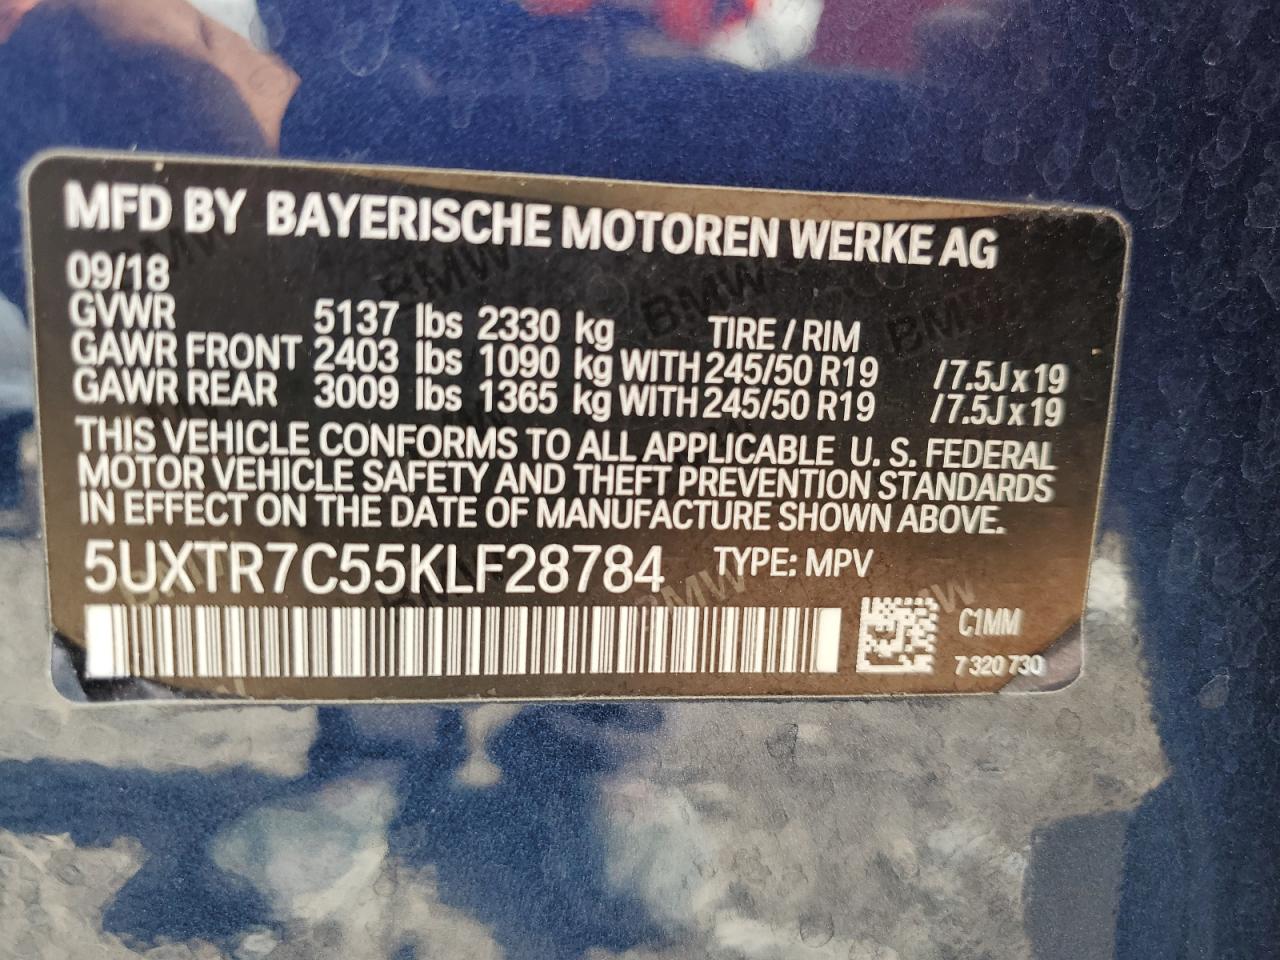 MFD BY BAYERISCHE MOTOREN WERKE AG
09/18
GVWR 5137 lbs 2330 kg TIRE / RIM
GAWR FRONT 2403 lbs 1090 kg WITH 245/50 R19 /7.5J x 19
GAWR REAR 3009 lbs 1365 kg WITH 245/50 R19 /7.5J x 19
THIS VEHICLE CONFORMS TO ALL APPLICABLE U. S. FEDERAL
MOTOR VEHICLE SAFETY AND THEFT PREVENTION STANDARDS
IN EFFECT ON THE DATE OF MANUFACTURE SHOWN ABOVE.
5UXTR7C55KLF28784 TYPE: MPV
C1MM
7 320 730